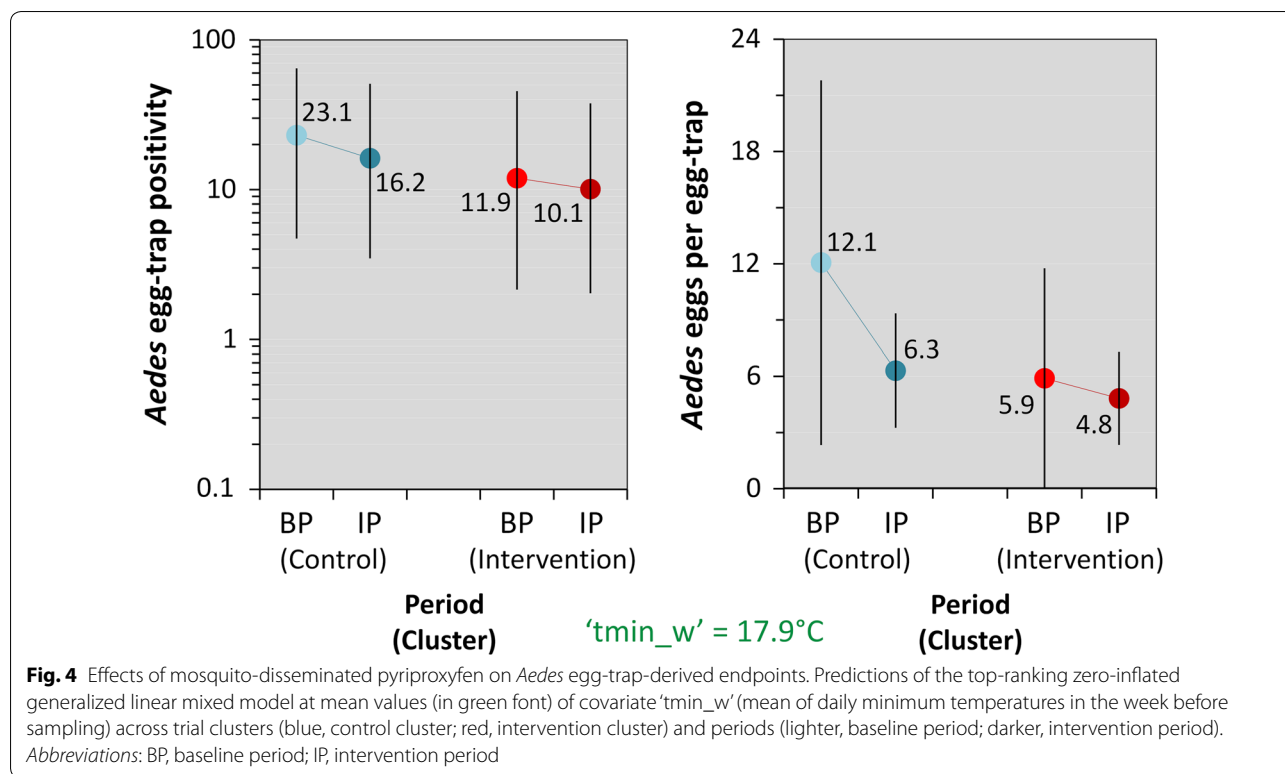 100
10
1
0.1
Aedes egg-trap positivity
23.1
16.2
11.9
10.1
BP IP BP IP
(Control) (Intervention)
Period
(Cluster)
24
18
12
6
0
Aedes eggs per egg-trap
12.1
6.3
5.9
4.8
BP IP BP IP
(Control) (Intervention)
Period
(Cluster)
‘tmin_w’ = 17.9°C
Fig. 4 Effects of mosquito-disseminated pyriproxyfen on Aedes egg-trap-derived endpoints. Predictions of the top-ranking zero-inflated
generalized linear mixed model at mean values (in green font) of covariate ‘tmin_w’ (mean of daily minimum temperatures in the week before
sampling) across trial clusters (blue, control cluster; red, intervention cluster) and periods (lighter, baseline period; darker, intervention period).
Abbreviations: BP, baseline period; IP, intervention period